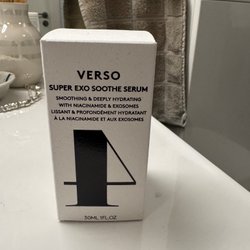 VERSO
SUPER EXO SOOTHE SERUM
SMOOTHING & DEEPLY HYDRATING
WITH NIACINAMIDE & EXOSOMES
LISSANT & PROFONDÉMENT HYDRATANT
À LA NIACINAMIDE ET AUX EXOSOMES
4
30ML 1FL.OZ